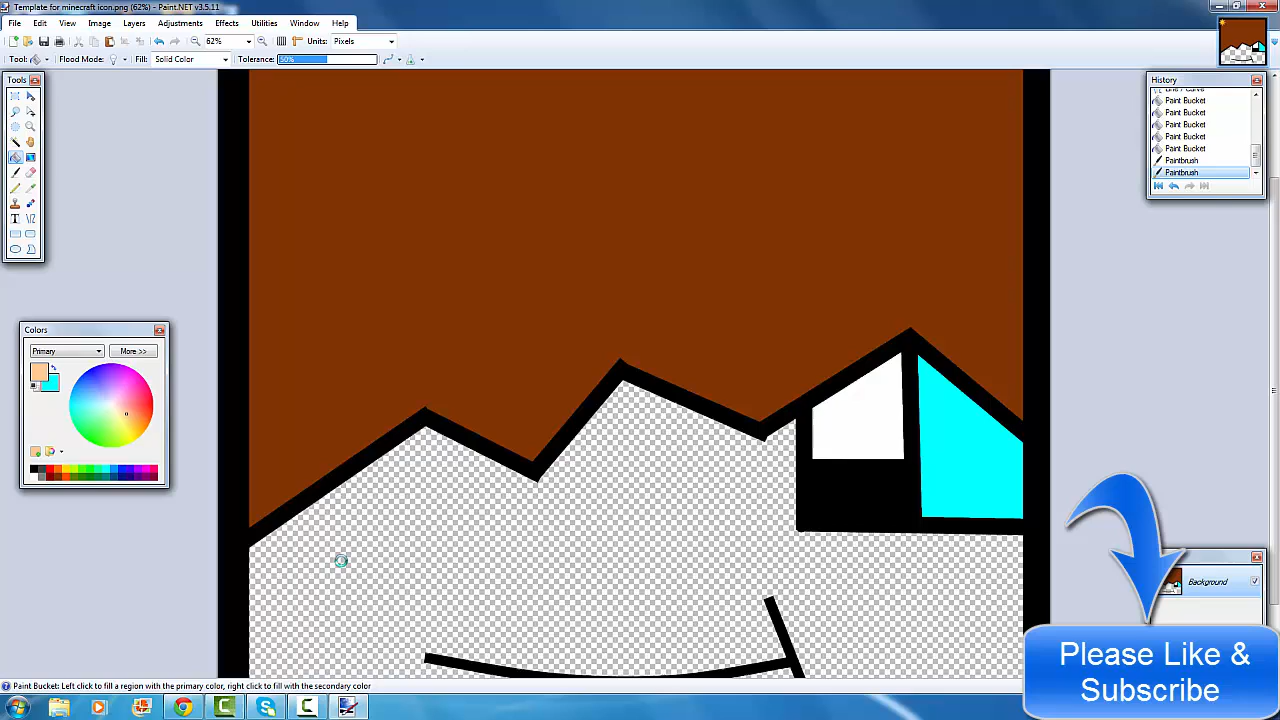 Template for minecraft icon.png (62%) - Paint.NET v3.5.11
File Edit View Image Layers Adjustments Effects Utilities Window Help
62% Units: Pixels
Tool: Flood Mode: Fill: Solid Color Tolerance: 50%
Tools
History
Line / Curve
Paint Bucket
Paint Bucket
Paint Bucket
Paint Bucket
Paint Bucket
Paintbrush
Paintbrush
Colors
Primary More >>
Background
Please Like &
Subscribe
Paint Bucket: Left click to fill a region with the primary color, right click to fill with the secondary color